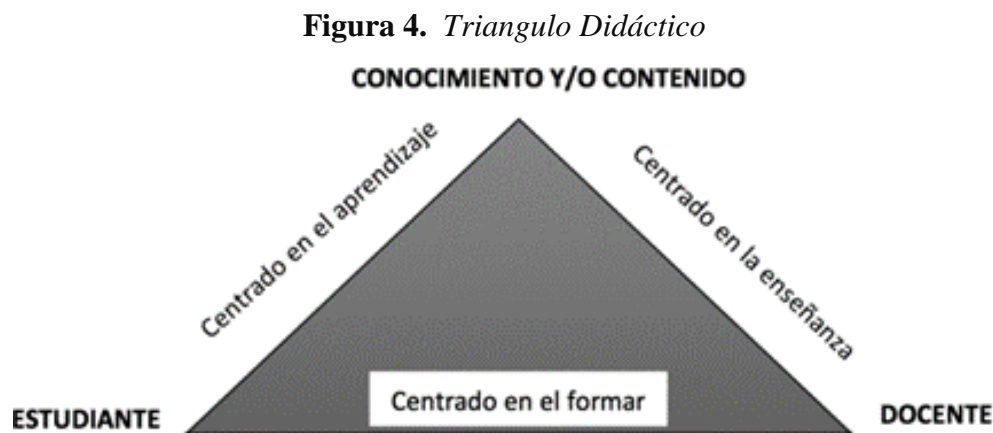 Figura 4. Triangulo Didáctico
CONOCIMIENTO Y/O CONTENIDO
Centrado en el aprendizaje
Centrado en la enseñanza
Centrado en el formar
ESTUDIANTE
DOCENTE